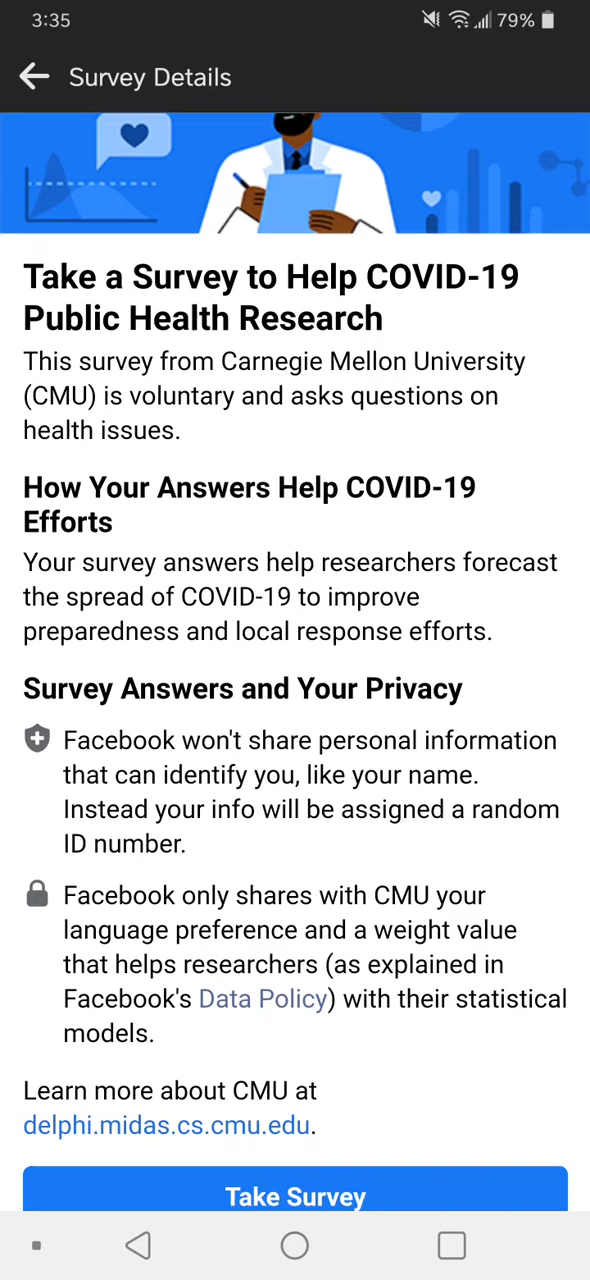 3:35
79%
Survey Details
Take a Survey to Help COVID-19
Public Health Research
This survey from Carnegie Mellon University
(CMU) is voluntary and asks questions on
health issues.
How Your Answers Help COVID-19
Efforts
Your survey answers help researchers forecast
the spread of COVID-19 to improve
preparedness and local response efforts.
Survey Answers and Your Privacy
Facebook won't share personal information
that can identify you, like your name.
Instead your info will be assigned a random
ID number.
Facebook only shares with CMU your
language preference and a weight value
that helps researchers (as explained in
Facebook's Data Policy) with their statistical
models.
Learn more about CMU at
delphi.midas.cs.cmu.edu.
Take Survey